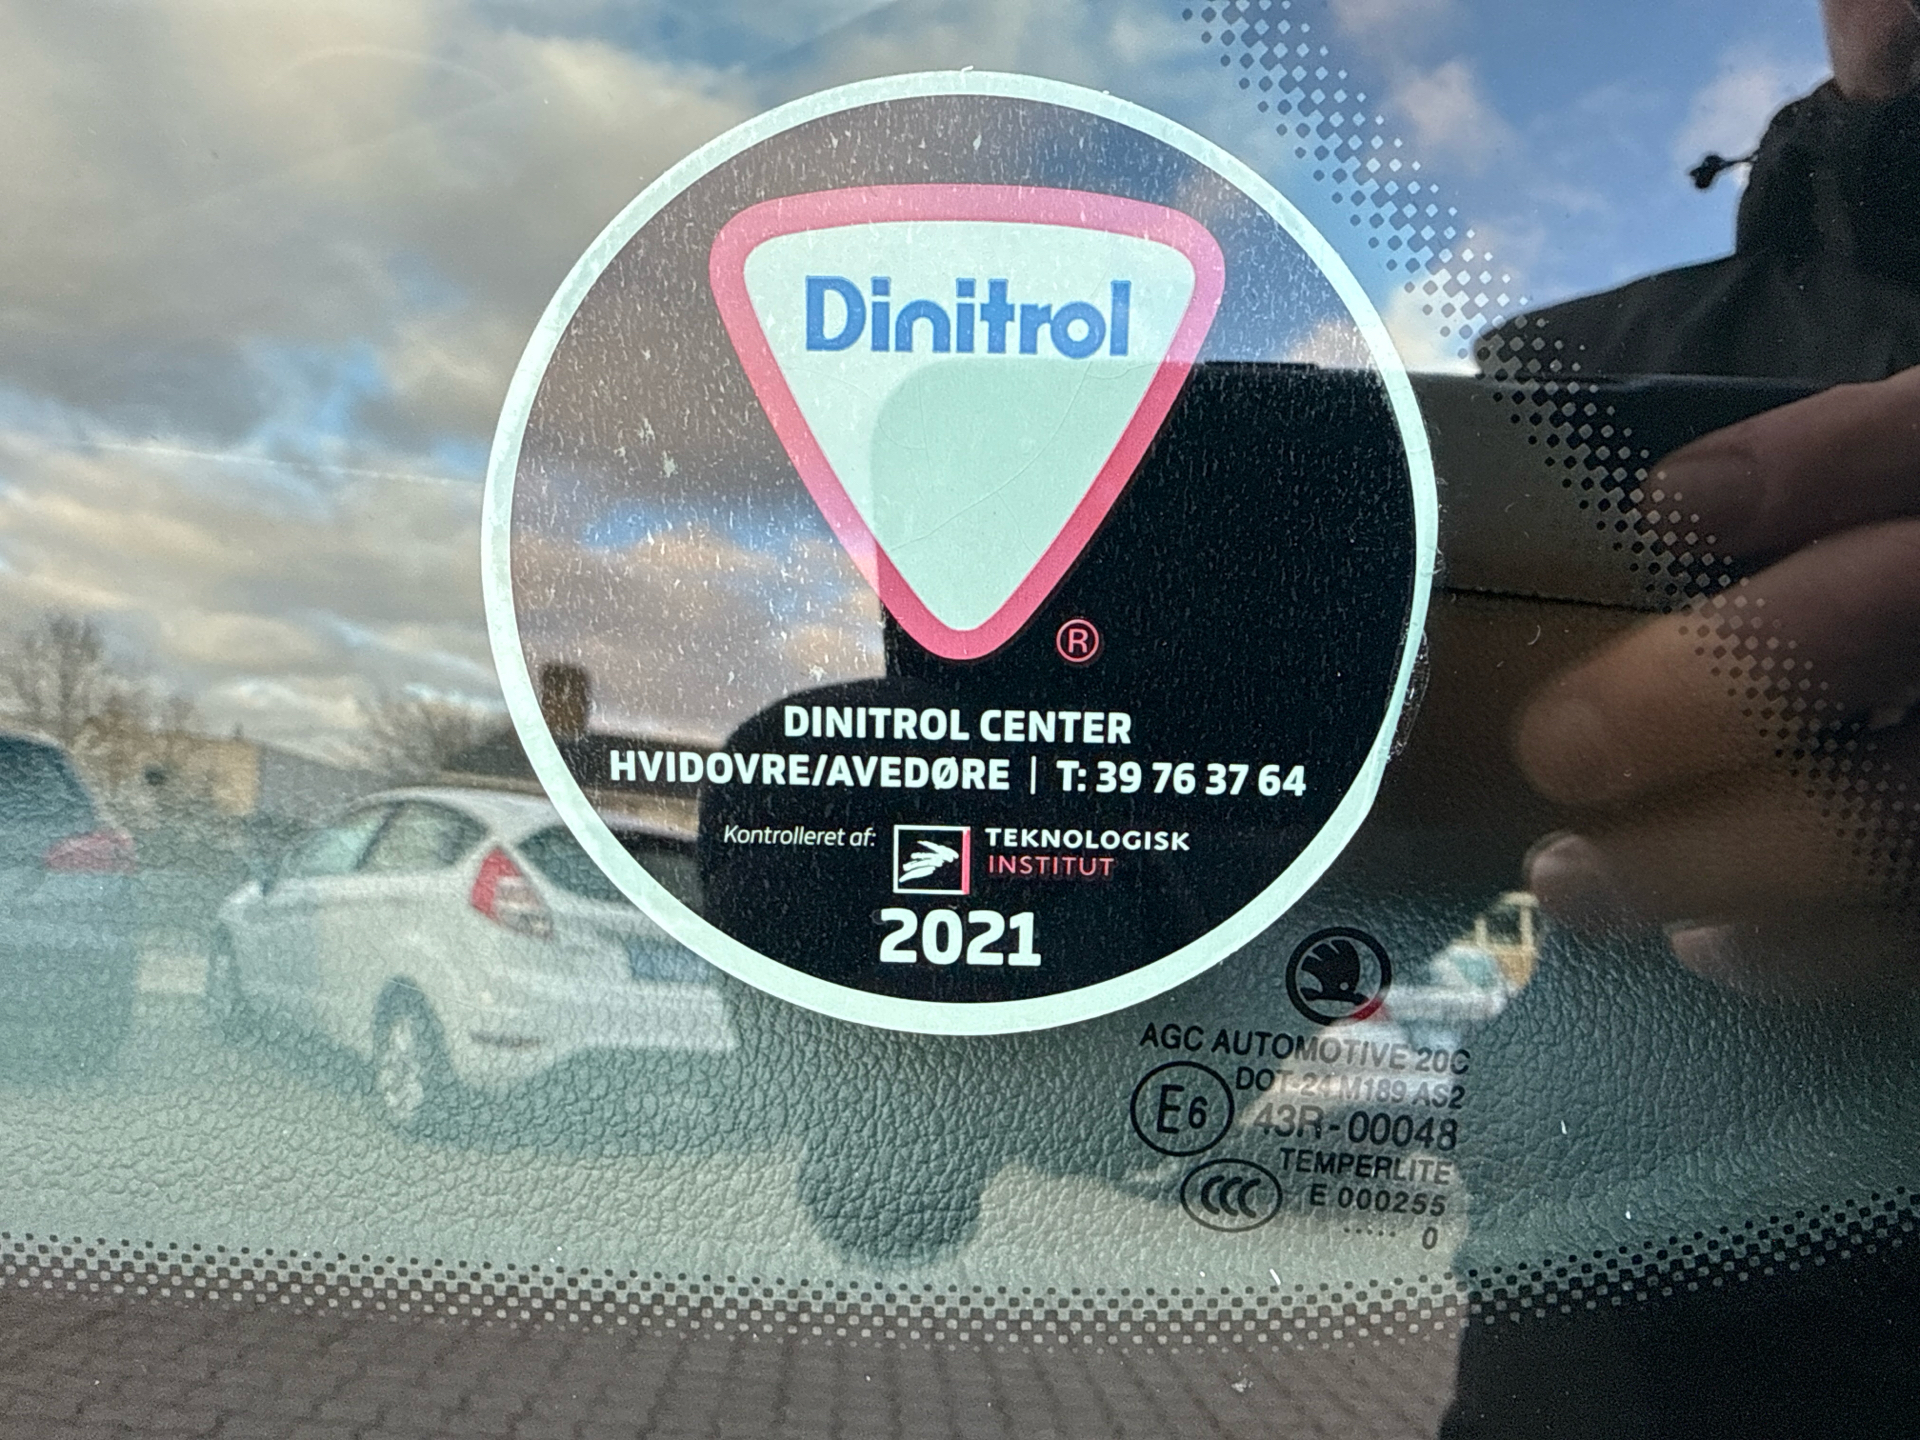 Dinitrol
®
DINITROL CENTER
HVIDOVRE/AVEDØRE | T: 39 76 37 64
Kontrolleret af: TEKNOLOGISK
INSTITUT
2021
AGC AUTOMOTIVE 20C
DOT-24 M189 AS2
E6 43R-00048
TEMPERLITE
CCC E 000255
..... 0